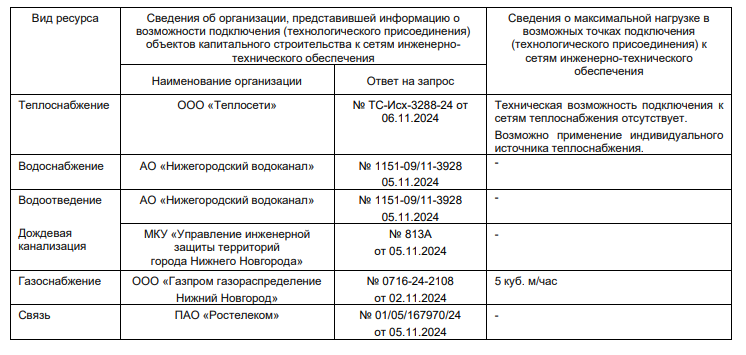 Вид ресурса
Сведения об организации, представившей информацию о
возможности подключения (технологического присоединения)
объектов капитального строительства к сетям инженерно-
технического обеспечения
Сведения о максимальной нагрузке в
возможных точках подключения
(технологического присоединения) к
сетям инженерно-технического
обеспечения
Наименование организации
Ответ на запрос
Теплоснабжение
ООО «Теплосети»
№ ТС-Исх-3288-24 от
06.11.2024
Техническая возможность подключения к
сетям теплоснабжения отсутствует.
Возможно применение индивидуального
источника теплоснабжения.
Водоснабжение
АО «Нижегородский водоканал»
№ 1151-09/11-3928
05.11.2024
-
Водоотведение
АО «Нижегородский водоканал»
№ 1151-09/11-3928
05.11.2024
-
Дождевая
канализация
МКУ «Управление инженерной
защиты территорий
города Нижнего Новгорода»
№ 813А
от 05.11.2024
-
Газоснабжение
ООО «Газпром газораспределение
Нижний Новгород»
№ 0716-24-2108
от 02.11.2024
5 куб. м/час
Связь
ПАО «Ростелеком»
№ 01/05/167970/24
от 05.11.2024
-